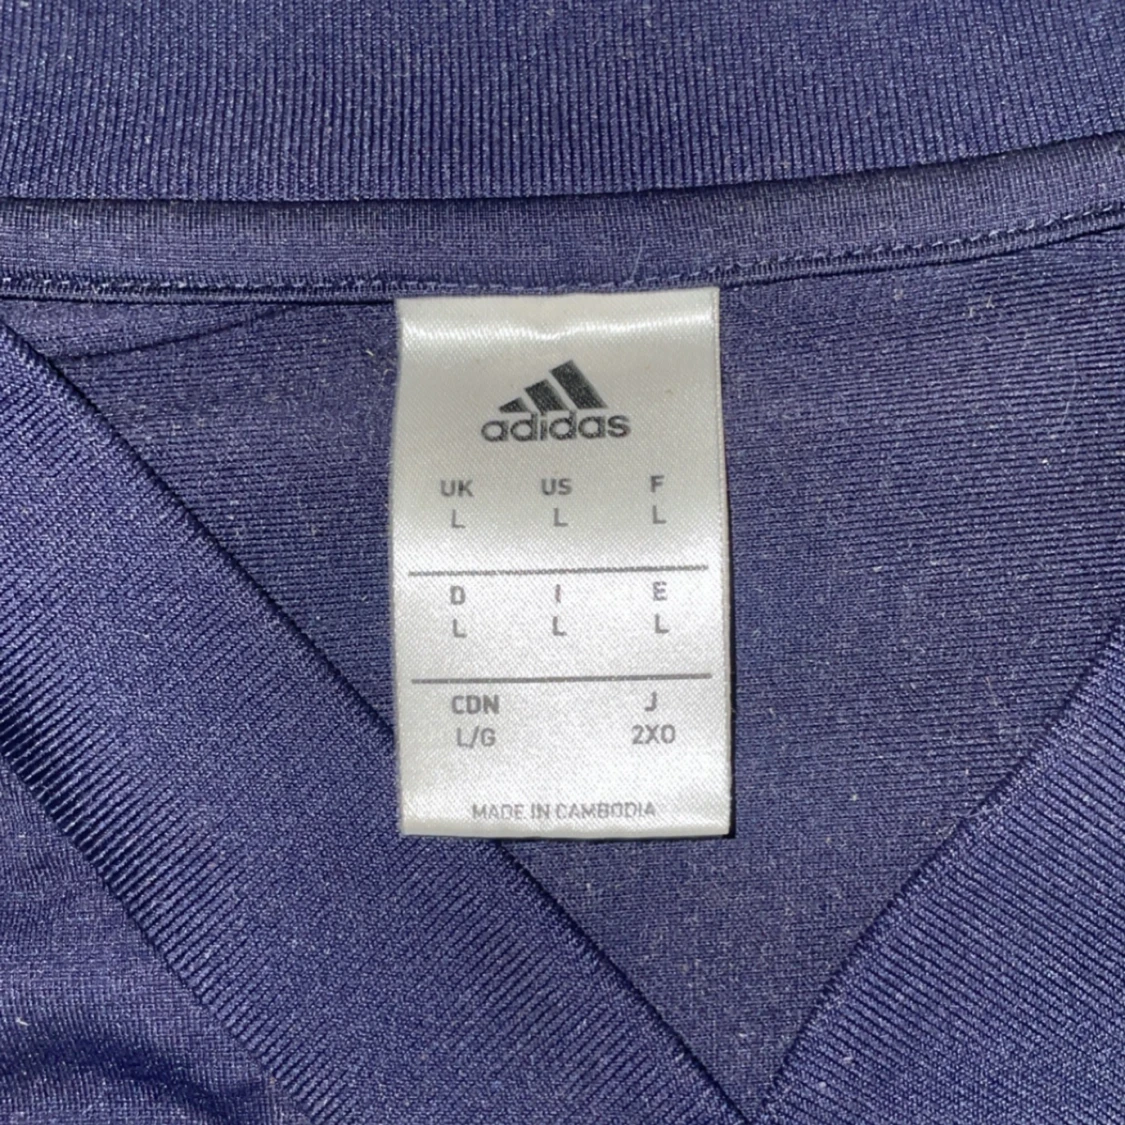 adidas
UK US F
L L L
D I E
L L L
CDN J
L/G 2XO
MADE IN CAMBODIA